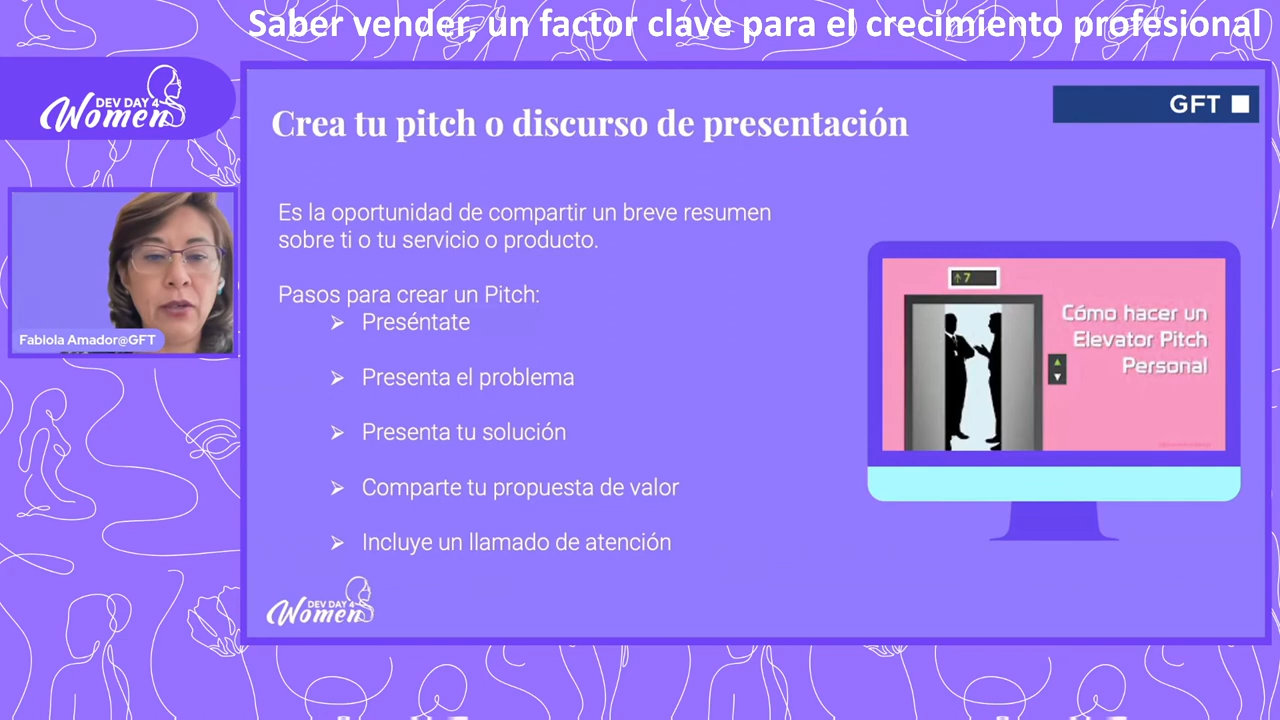 Saber vender, un factor clave para el crecimiento profesional
DEV DAY 4
Women
GFT
Crea tu pitch o discurso de presentación
Es la oportunidad de compartir un breve resumen
sobre ti o tu servicio o producto.
Pasos para crear un Pitch:
➢ Preséntate
➢ Presenta el problema
➢ Presenta tu solución
➢ Comparte tu propuesta de valor
➢ Incluye un llamado de atención
Fabiola Amador@GFT
7
Cómo hacer un
Elevator Pitch
Personal
DEV DAY 4
Women